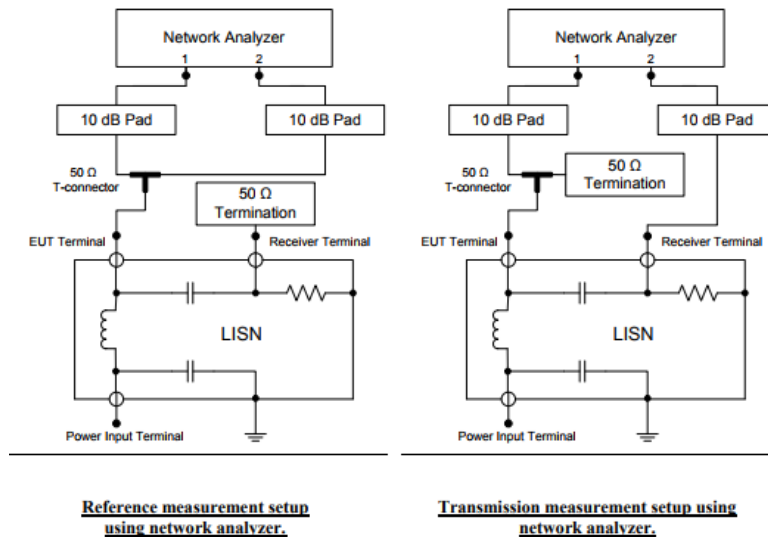 Network Analyzer
1 2
10 dB Pad
10 dB Pad
50 Ω
T-connector
50 Ω
Termination
EUT Terminal
Receiver Terminal
LISN
Power Input Terminal
Reference measurement setup
using network analyzer.
Network Analyzer
1 2
10 dB Pad
10 dB Pad
50 Ω
T-connector
50 Ω
Termination
EUT Terminal
Receiver Terminal
LISN
Power Input Terminal
Transmission measurement setup using
network analyzer.